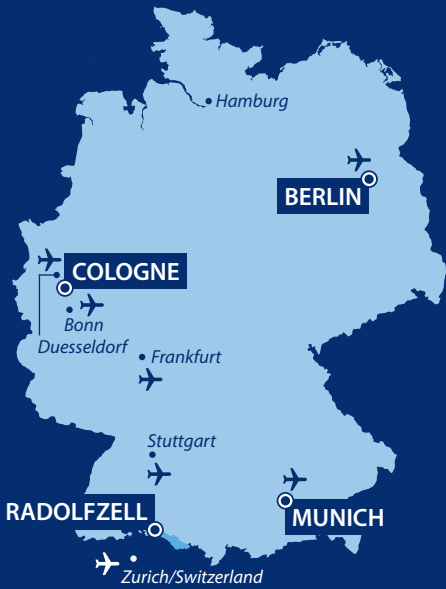 Hamburg
BERLIN
COLOGNE
Bonn
Duesseldorf
Frankfurt
Stuttgart
RADOLFZELL
MUNICH
Zurich/Switzerland